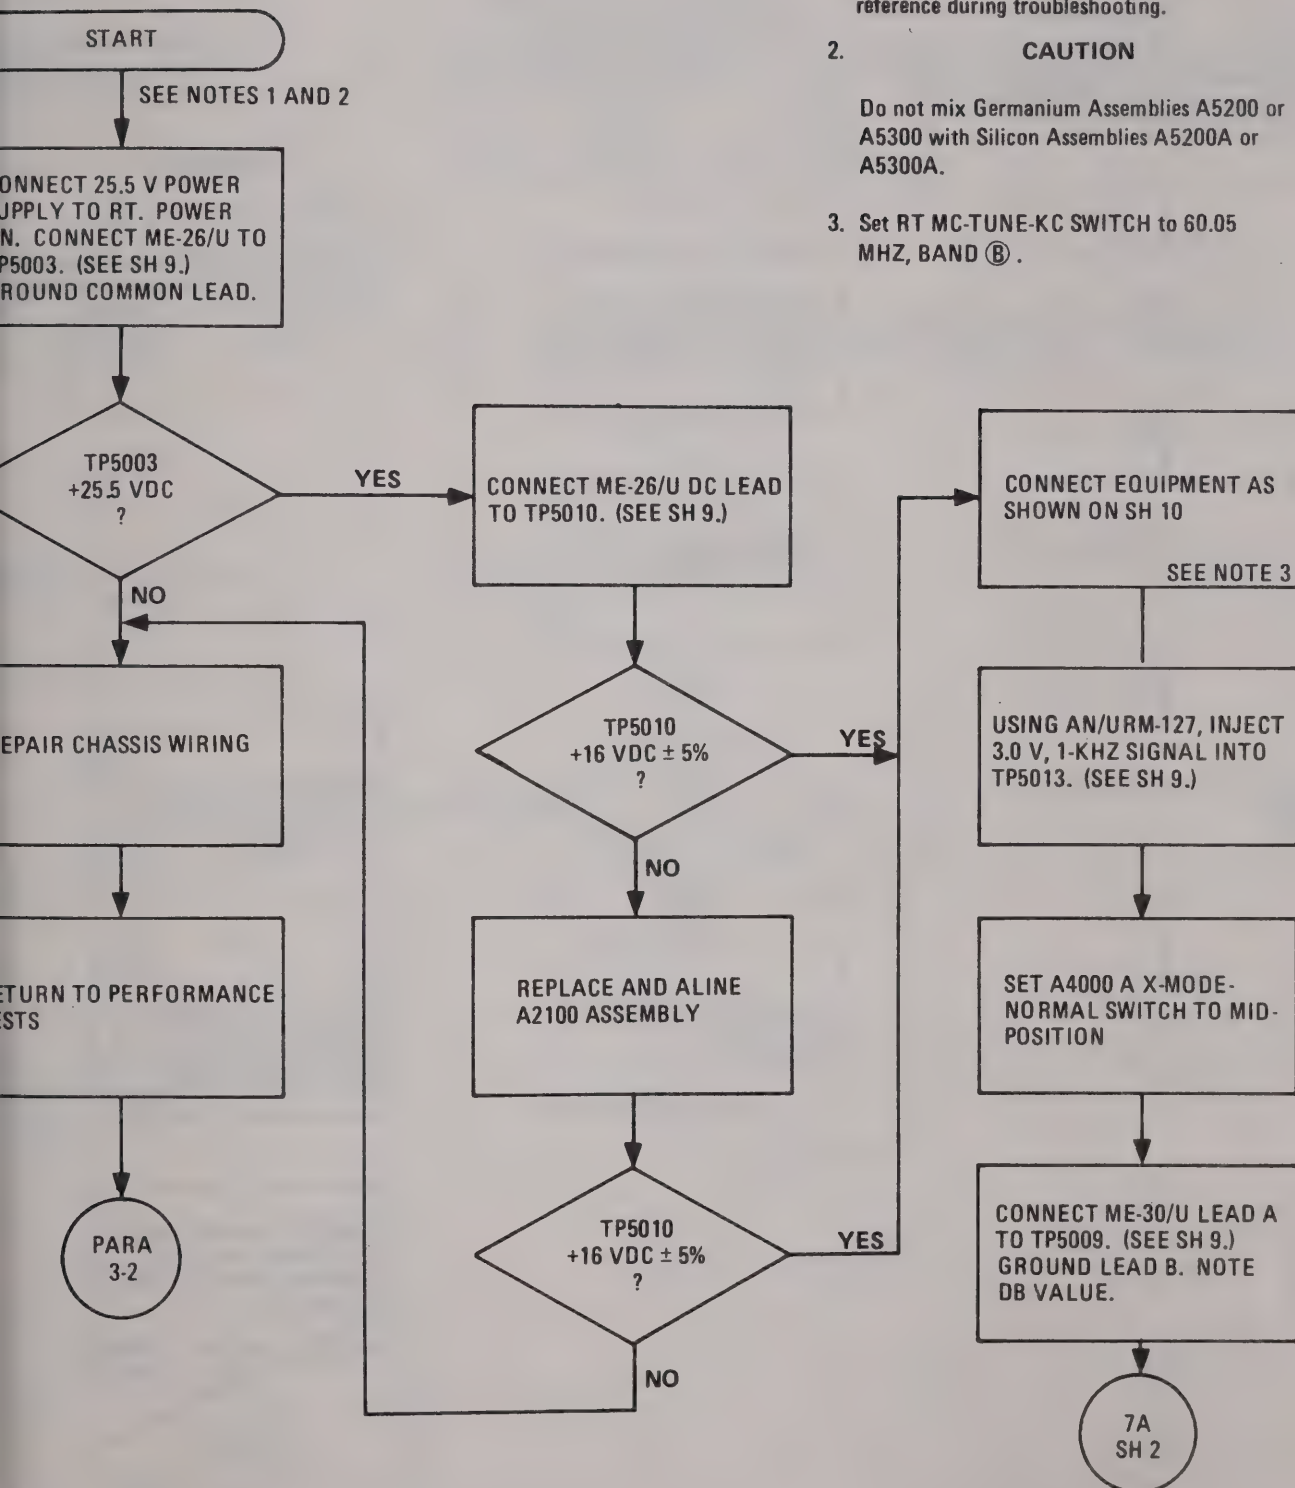 START
SEE NOTES 1 AND 2
ONNECT 25.5 V POWER
UPPLY TO RT. POWER
N. CONNECT ME-26/U TO
P5003. (SEE SH 9.)
ROUND COMMON LEAD.
TP5003
+25.5 VDC
?
YES
NO
EPAIR CHASSIS WIRING
ETURN TO PERFORMANCE
ESTS
PARA
3-2
CONNECT ME-26/U DC LEAD
TO TP5010. (SEE SH 9.)
TP5010
+16 VDC ± 5%
?
YES
NO
REPLACE AND ALINE
A2100 ASSEMBLY
TP5010
+16 VDC ± 5%
?
YES
NO
reference during troubleshooting.
2. CAUTION
Do not mix Germanium Assemblies A5200 or
A5300 with Silicon Assemblies A5200A or
A5300A.
3. Set RT MC-TUNE-KC SWITCH to 60.05
MHZ, BAND Ⓑ .
CONNECT EQUIPMENT AS
SHOWN ON SH 10
SEE NOTE 3
USING AN/URM-127, INJECT
3.0 V, 1-KHZ SIGNAL INTO
TP5013. (SEE SH 9.)
SET A4000 A X-MODE-
NORMAL SWITCH TO MID-
POSITION
CONNECT ME-30/U LEAD A
TO TP5009. (SEE SH 9.)
GROUND LEAD B. NOTE
DB VALUE.
7A
SH 2